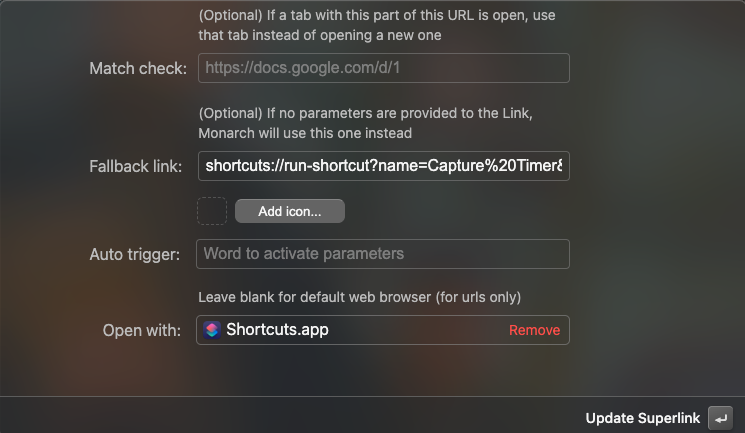 (Optional) If a tab with this part of this URL is open, use
that tab instead of opening a new one
Match check: https://docs.google.com/d/1
(Optional) If no parameters are provided to the Link,
Monarch will use this one instead
Fallback link: shortcuts://run-shortcut?name=Capture%20Timer&
Add icon...
Auto trigger: Word to activate parameters
Leave blank for default web browser (for urls only)
Open with: Shortcuts.app Remove
Update Superlink